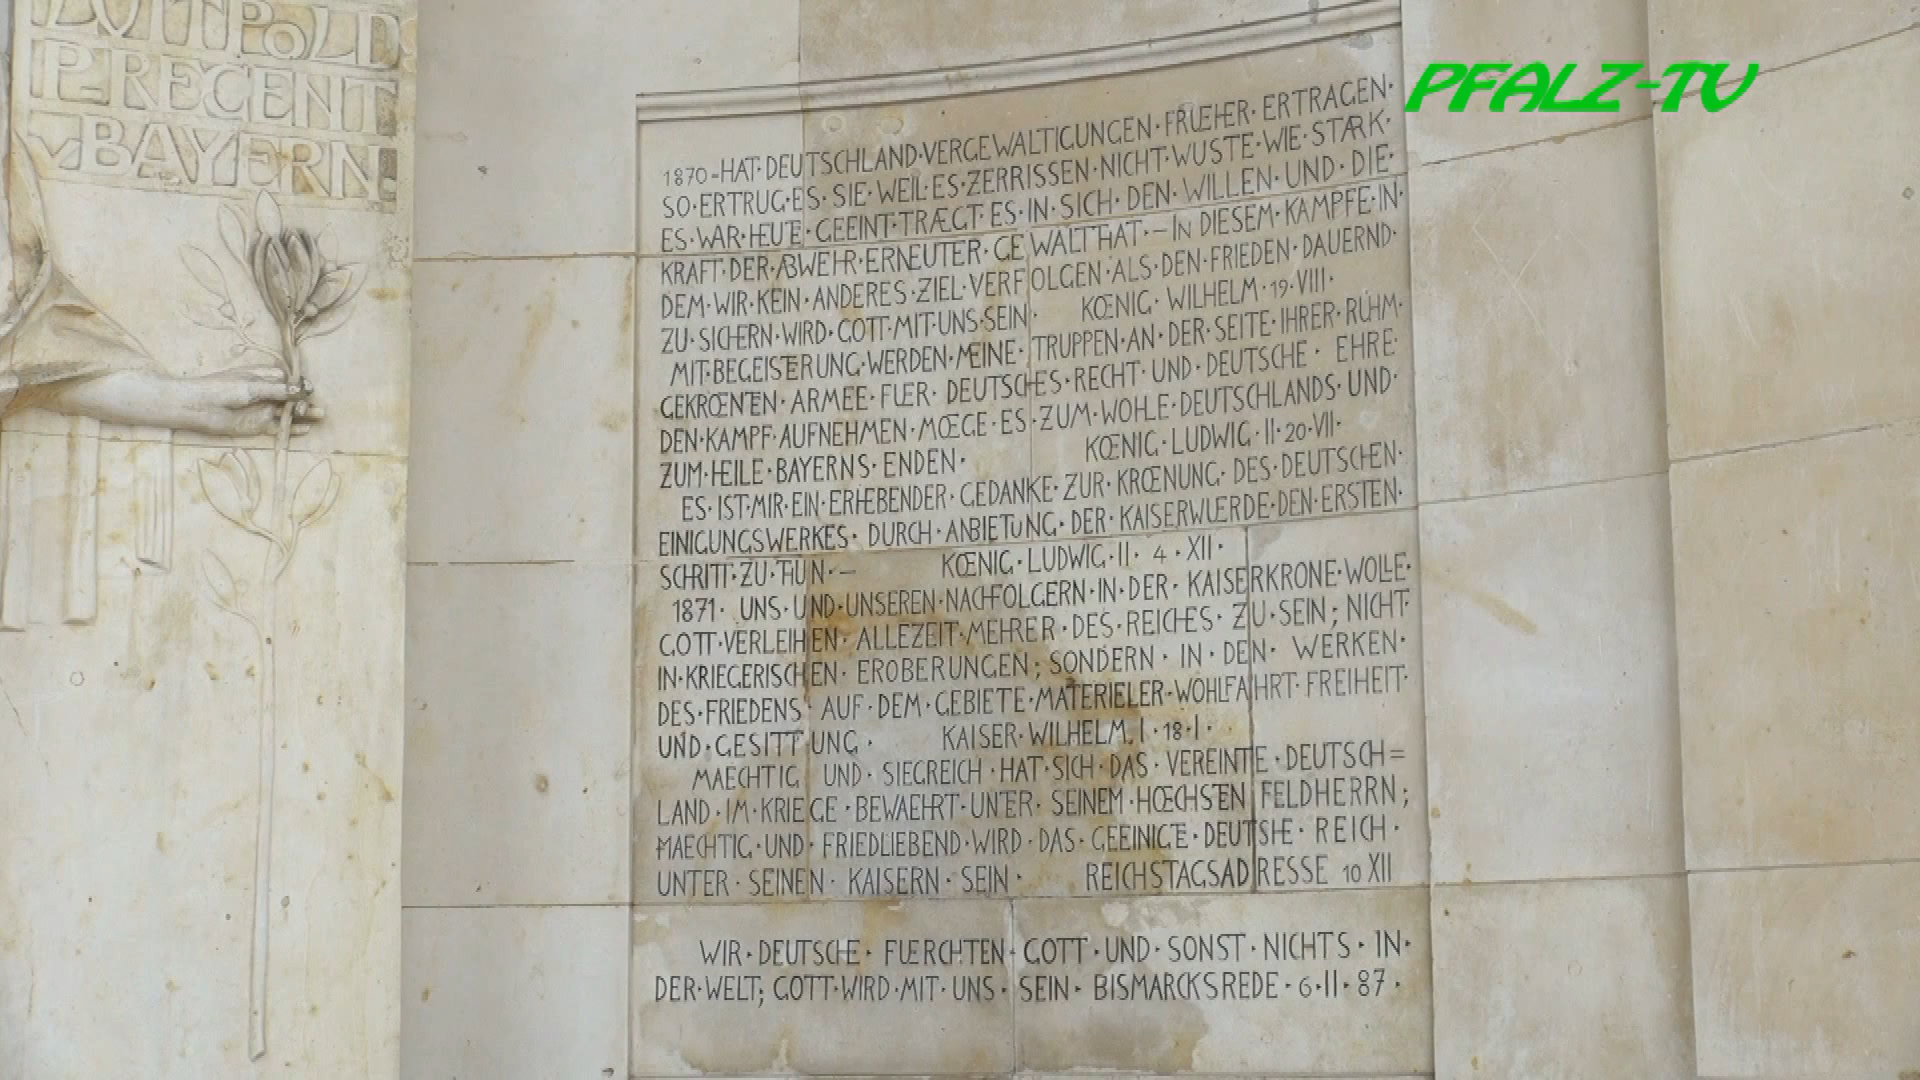 LUITPOLD
P-REGENT
v BAYERN
PFALZ-TV
1870-HAT·DEUTSCHLAND·VERGEWALTIGUNGEN·FRUEHER·ERTRAGEN·
SO·ERTRUG·ES·SIE·WEIL·ES·ZERRISSEN·NICHT·WUSTE·WIE·STARK·
ES·WAR·HEUTE·GEEINT·TRÆGT·ES·IN·SICH·DEN·WILLEN·UND·DIE·
KRAFT·DER·ABWEHR·ERNEUTER·GEWALTHAT·–IN·DIESEM·KAMPFE·IN·
DEM·WIR·KEIN·ANDERES·ZIEL·VERFOLGEN·ALS·DEN·FRIEDEN·DAUERND·
ZU·SICHERN·WIRD·GOTT·MIT·UNS·SEIN· KŒNIG·WILHELM·19·VIII·
MIT·BEGEISTERUNG·WERDEN·MEINE·TRUPPEN·AN·DER·SEITE·IHRER·RUHM·
GEKRŒNTEN·ARMEE·FUER·DEUTSCHES·RECHT·UND·DEUTSCHE·EHRE·
DEN·KAMPF·AUFNEHMEN·MŒGE·ES·ZUM·WOHLE·DEUTSCHLANDS·UND·
ZUM·HEILE·BAYERNS·ENDEN· KŒNIG·LUDWIG·II·20·VII·
ES·IST·MIR·EIN·ERHEBENDER·GEDANKE·ZUR·KRŒNUNG·DES·DEUTSCHEN·
EINIGUNGSWERKES·DURCH·ANBIETUNG·DER·KAISERWUERDE·DEN·ERSTEN·
SCHRITT·ZU·THUN·– KŒNIG·LUDWIG·II·4·XII·
1871·UNS·UND·UNSEREN·NACHFOLGERN·IN·DER·KAISERKRONE·WOLLE·
GOTT·VERLEIHEN·ALLEZEIT·MEHRER·DES·REICHES·ZU·SEIN; NICHT·
IN·KRIEGERISCHEN·EROBERUNGEN; SONDERN·IN·DEN·WERKEN·
DES·FRIEDENS·AUF·DEM·GEBIETE·MATERIELER·WOHLFAHRT·FREIHEIT·
UND·GESITTUNG· KAISER·WILHELM·I·18·I·
MAECHTIG UND·SIEGREICH·HAT·SICH·DAS·VEREINTE·DEUTSCH=
LAND·IM·KRIEGE·BEWAEHRT·UNTER·SEINEM·HŒCHSTEN FELDHERRN;
MAECHTIG·UND·FRIEDLIEBEND·WIRD·DAS·GEEINIGTE·DEUTSHE·REICH·
UNTER·SEINEN·KAISERN·SEIN· REICHSTAGSADRESSE 10 XII
WIR·DEUTSCHE·FUERCHTEN·GOTT·UND·SONST·NICHTS·IN·
DER·WELT; GOTT·WIRD·MIT·UNS·SEIN·BISMARCKSREDE·6·II·87·